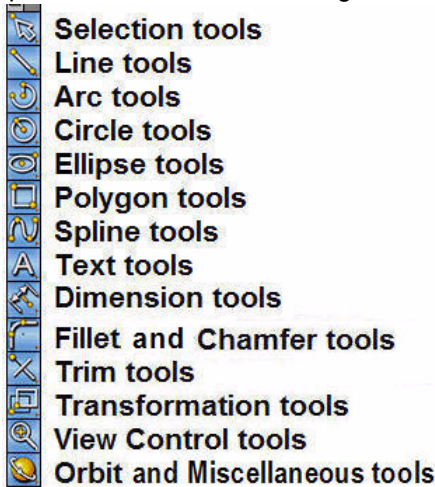 Selection tools
Line tools
Arc tools
Circle tools
Ellipse tools
Polygon tools
Spline tools
Text tools
Dimension tools
Fillet and Chamfer tools
Trim tools
Transformation tools
View Control tools
Orbit and Miscellaneous tools